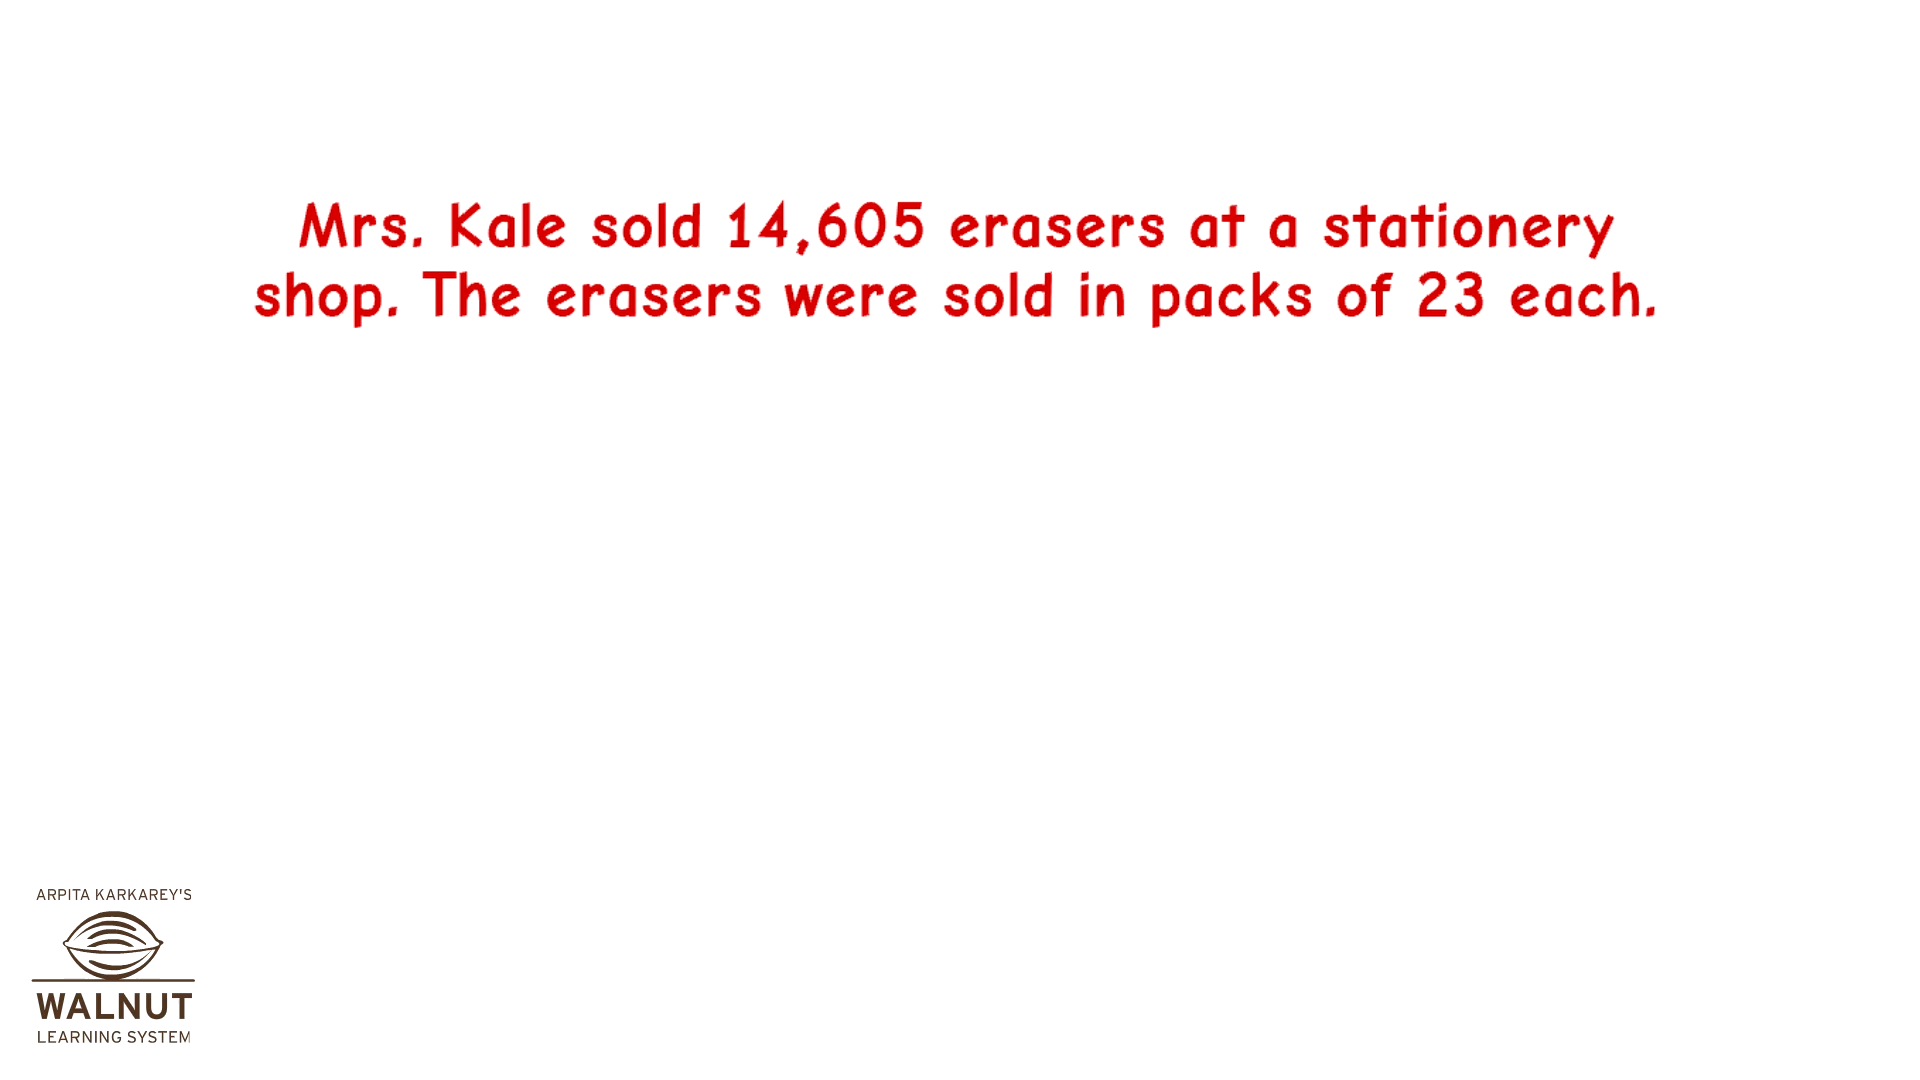 Mrs. Kale sold 14,605 erasers at a stationery
shop. The erasers were sold in packs of 23 each.
ARPITA KARKAREY'S
WALNUT
LEARNING SYSTEM